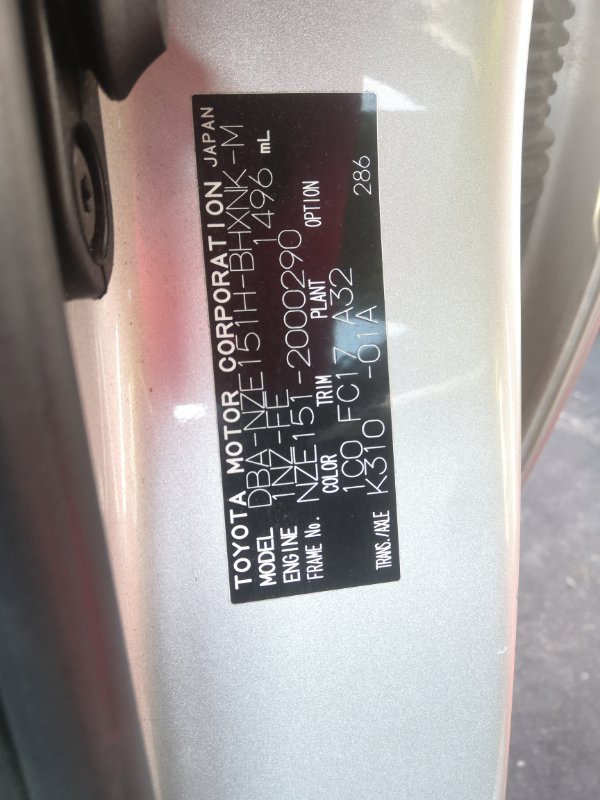 TOYOTA MOTOR CORPORATION JAPAN
MODEL DBA-NZE151H-BHXNK-M
ENGINE 1NZ-FE 1496 mL
FRAME No. NZE151-2000290
COLOR TRIM PLANT OPTION
1C0 FC17 A32
TRANS./AXLE K310 -01A 286